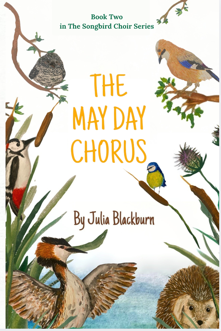 Book Two
in The Songbird Choir Series
THE
MAY DAY
CHORUS
By Julia Blackburn